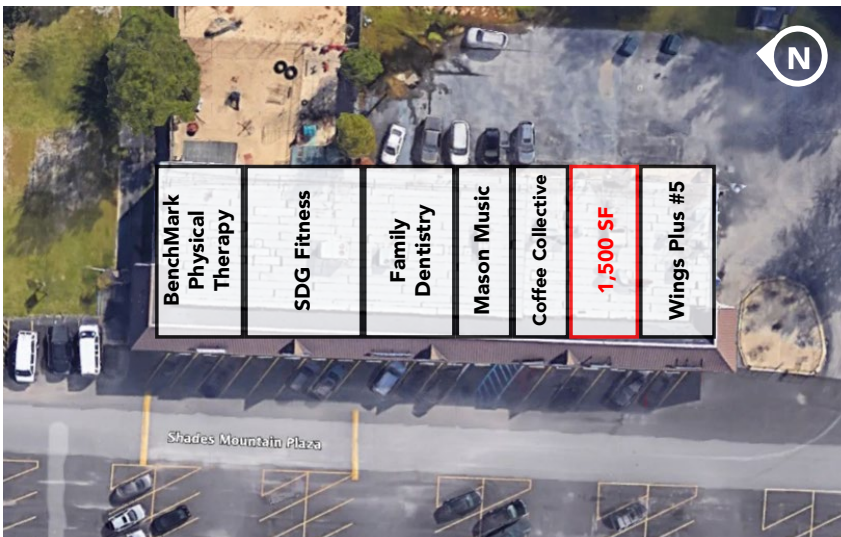 N
BenchMark
Physical
Therapy
SDG Fitness
Family
Dentistry
Mason Music
Coffee Collective
1,500 SF
Wings Plus #5
Shades Mountain Plaza